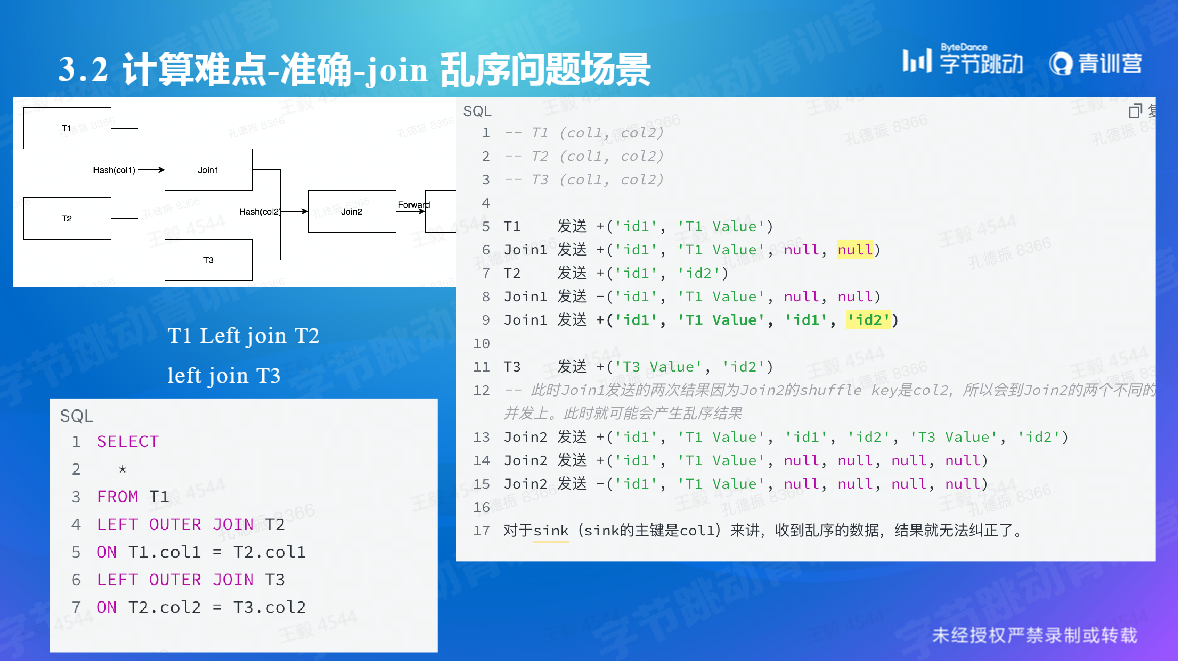 3.2 计算难点-准确-join 乱序问题场景
ByteDance
字节跳动
青训营
T1
Hash(col1)
Join1
T2
Hash(col2)
Join2
Forward
T3
T1 Left join T2
left join T3
SQL
1 SELECT
2 *
3 FROM T1
4 LEFT OUTER JOIN T2
5 ON T1.col1 = T2.col1
6 LEFT OUTER JOIN T3
7 ON T2.col2 = T3.col2
SQL
1 -- T1 (col1, col2)
2 -- T2 (col1, col2)
3 -- T3 (col1, col2)
4
5 T1 发送 +('id1', 'T1 Value')
6 Join1 发送 +('id1', 'T1 Value', null, null)
7 T2 发送 +('id1', 'id2')
8 Join1 发送 -('id1', 'T1 Value', null, null)
9 Join1 发送 +('id1', 'T1 Value', 'id1', 'id2')
10
11 T3 发送 +('T3 Value', 'id2')
12 -- 此时Join1发送的两次结果因为Join2的shuffle key是col2，所以会到Join2的两个不同的
并发上。此时就可能会产生乱序结果
13 Join2 发送 +('id1', 'T1 Value', 'id1', 'id2', 'T3 Value', 'id2')
14 Join2 发送 +('id1', 'T1 Value', null, null, null, null)
15 Join2 发送 -('id1', 'T1 Value', null, null, null, null)
16
17 对于sink（sink的主键是col1）来讲，收到乱序的数据，结果就无法纠正了。
未经授权严禁录制或转载